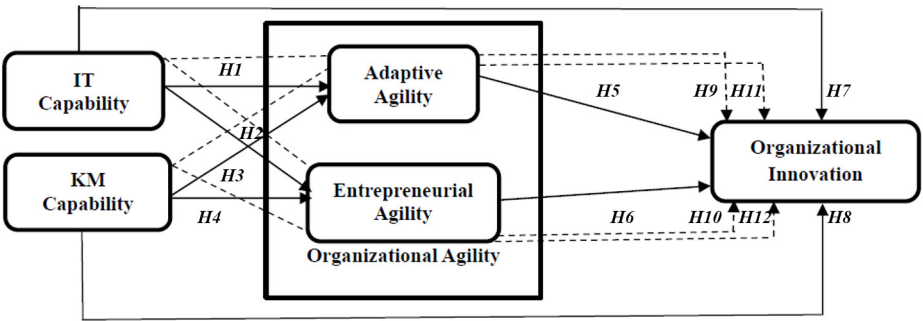 IT
Capability
KM
Capability
H1
H2
H3
H4
Adaptive
Agility
Entrepreneurial
Agility
Organizational Agility
H5
H6
H9
H11
H7
H10
H12
H8
Organizational
Innovation